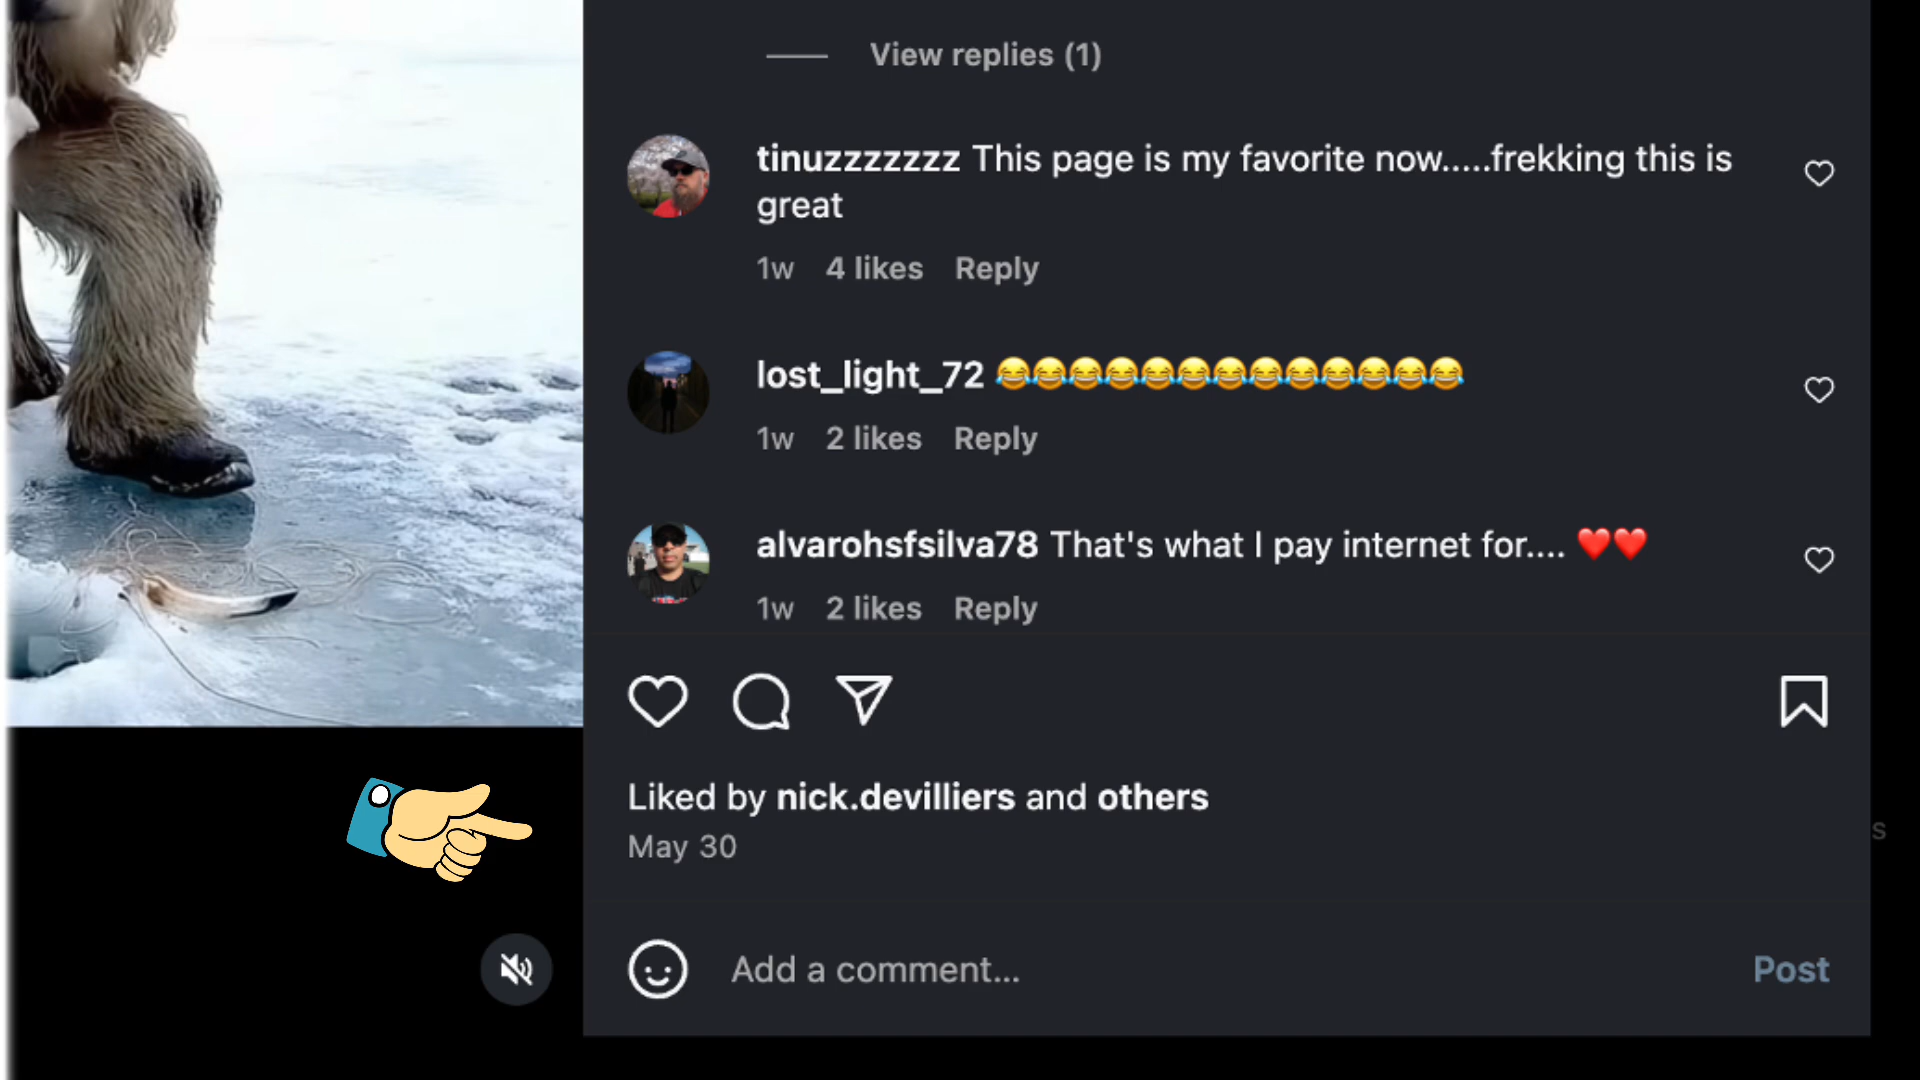 View replies (1)
tinuzzzzzzz This page is my favorite now.....frekking this is
great
1w 4 likes Reply
lost_light_72 😂😂😂😂😂😂😂😂😂😂😂😂😂
1w 2 likes Reply
alvarohsfsilva78 That's what I pay internet for.... ❤️❤️
1w 2 likes Reply
Liked by nick.devilliers and others
May 30
s
Add a comment...
Post